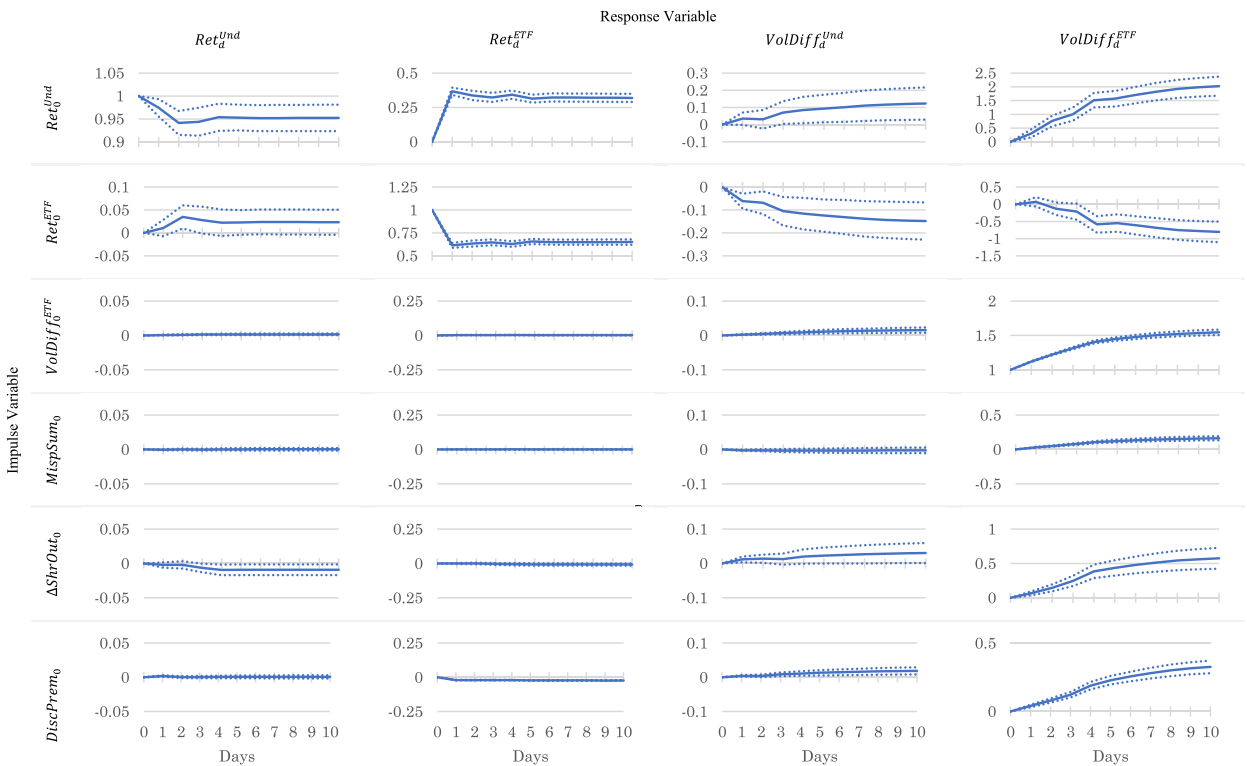 Response Variable
Ret_d^Und Ret_d^ETF VolDiff_d^Und VolDiff_d^ETF
Impulse Variable
Ret_0^Und
1.05 0.5 0.3 2.5
1 0.25 0.2 2
0.95 0 0.1 1.5
0.9 0 1
-0.1 0.5
0
Ret_0^ETF
0.1 1.25 0 0.5
0.05 1 -0.1 0
0 0.75 -0.2 -0.5
-0.05 0.5 -0.3 -1
-1.5
VolDiff_0^ETF
0.05 0.25 0.1 2
0 0 0 1.5
-0.05 -0.25 -0.1 1
MispSum_0
0.05 0.25 0.1 0.5
0 0 0 0
-0.05 -0.25 -0.1 -0.5
ΔShrOut_0
0.05 0.25 0.1 1
0 0 0 0.5
-0.05 -0.25 -0.1 0
DiscPrem_0
0.05 0.25 0.1 0.5
0 0 0 0
-0.05 -0.25 -0.1
0 1 2 3 4 5 6 7 8 9 10 0 1 2 3 4 5 6 7 8 9 10 0 1 2 3 4 5 6 7 8 9 10 0 1 2 3 4 5 6 7 8 9 10
Days Days Days Days